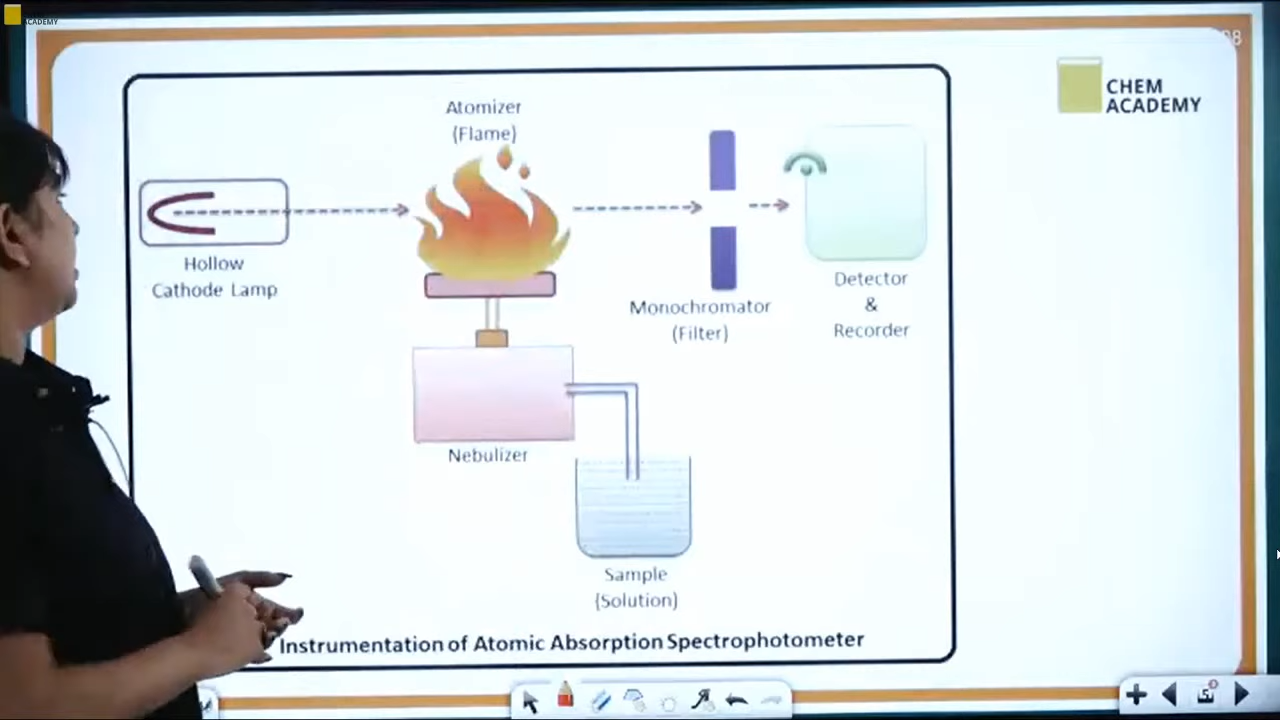 CHEM
ACADEMY
Atomizer
(Flame)
Hollow
Cathode Lamp
Monochromator
(Filter)
Detector
&
Recorder
Nebulizer
Sample
(Solution)
Instrumentation of Atomic Absorption Spectrophotometer